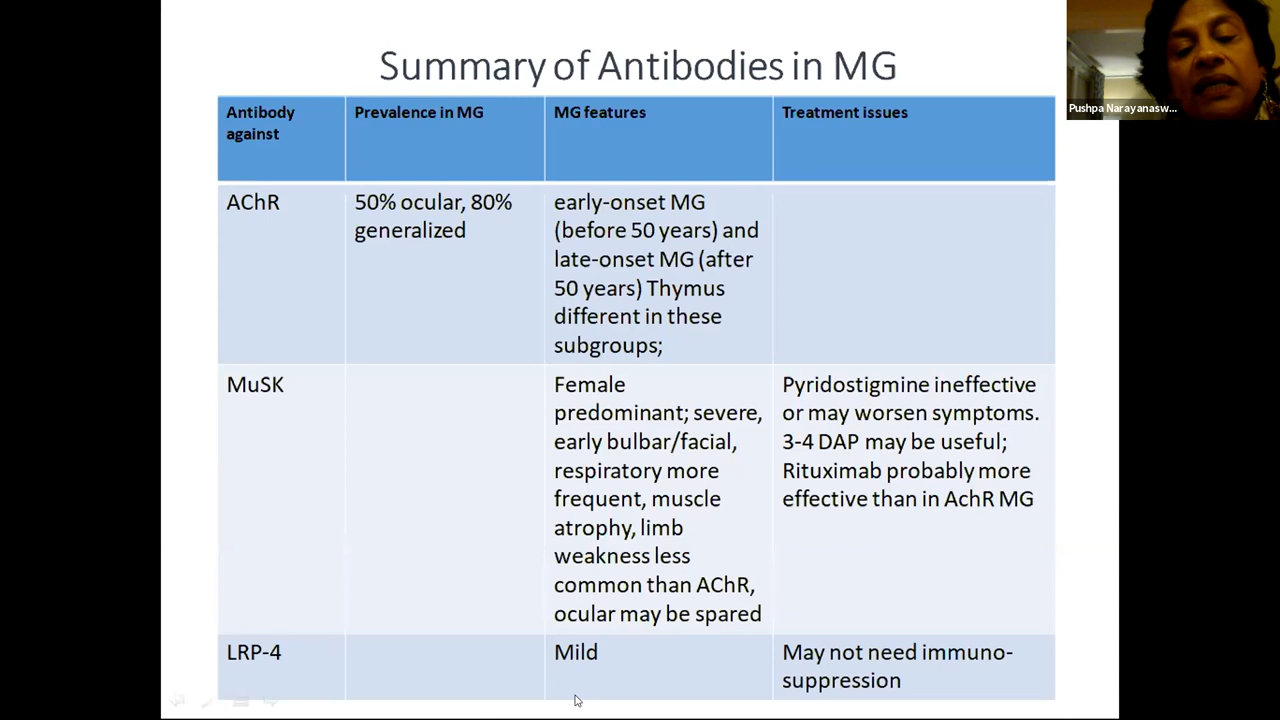 Summary of Antibodies in MG
Pushpa Narayanasw...
Antibody
against
Prevalence in MG
MG features
Treatment issues
AChR
50% ocular, 80%
generalized
early-onset MG
(before 50 years) and
late-onset MG (after
50 years) Thymus
different in these
subgroups;
MuSK
Female
predominant; severe,
early bulbar/facial,
respiratory more
frequent, muscle
atrophy, limb
weakness less
common than AChR,
ocular may be spared
Pyridostigmine ineffective
or may worsen symptoms.
3-4 DAP may be useful;
Rituximab probably more
effective than in AchR MG
LRP-4
Mild
May not need immuno-
suppression